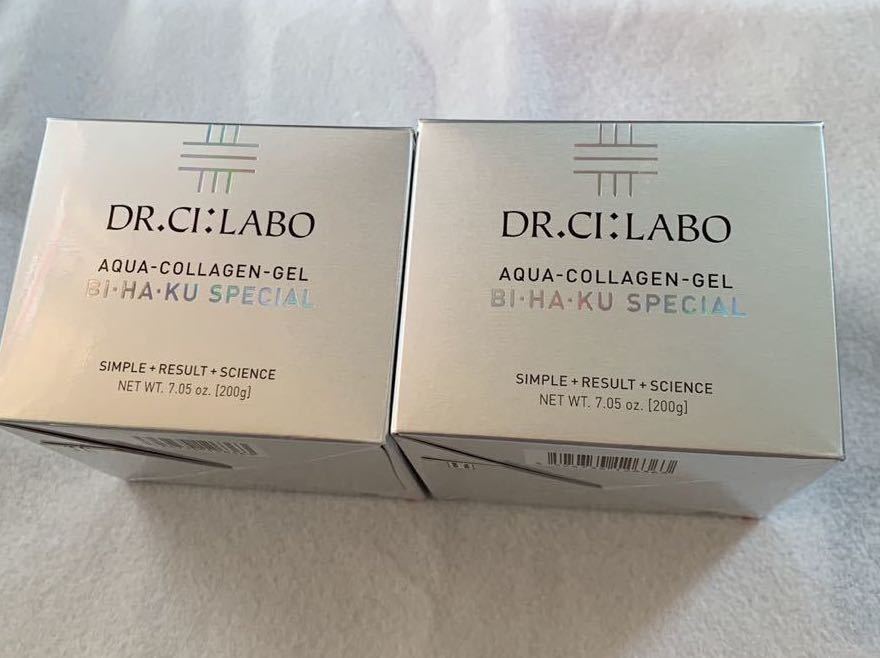 DR.CI:LABO
AQUA-COLLAGEN-GEL
BI·HA·KU SPECIAL
SIMPLE+RESULT+SCIENCE
NET WT. 7.05 oz. [200g]
DR.CI:LABO
AQUA-COLLAGEN-GEL
BI·HA·KU SPECIAL
SIMPLE+RESULT+SCIENCE
NET WT. 7.05 oz. [200g]